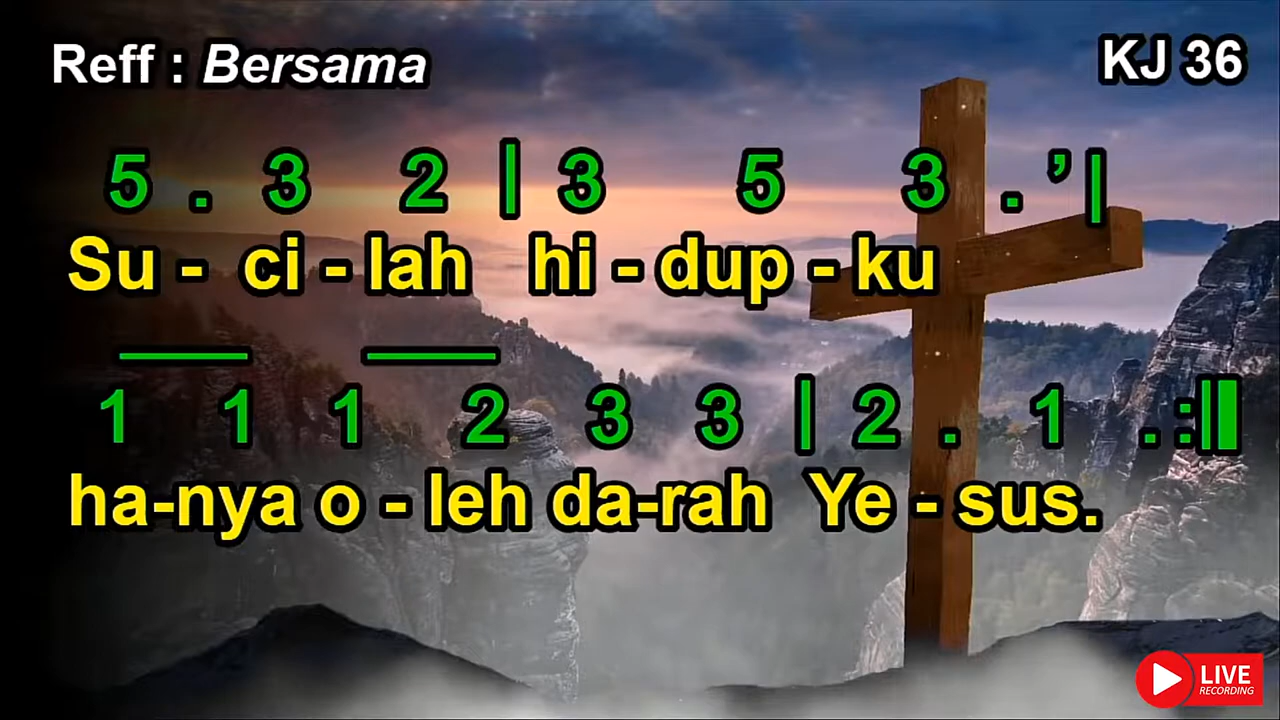 Reff : Bersama
KJ 36
5 . 3 2 | 3 5 3 . ’ |
Su - ci - lah hi - dup - ku
1 1 1 2 3 3 | 2 . 1 . :||
ha-nya o - leh da-rah Ye - sus.
LIVE
RECORDING